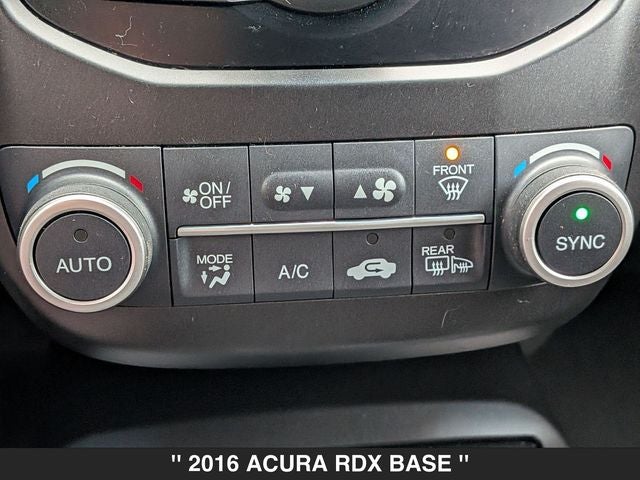 ON/
OFF
FRONT
AUTO
MODE
A/C
REAR
SYNC
" 2016 ACURA RDX BASE "